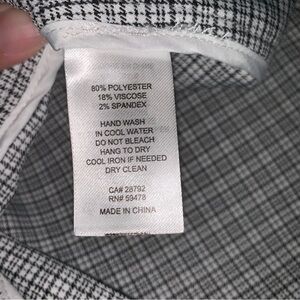 80% POLYESTER
18% VISCOSE
2% SPANDEX
HAND WASH
IN COOL WATER
DO NOT BLEACH
HANG TO DRY
COOL IRON IF NEEDED
DRY CLEAN
CA# 28792
RN# 59478
MADE IN CHINA